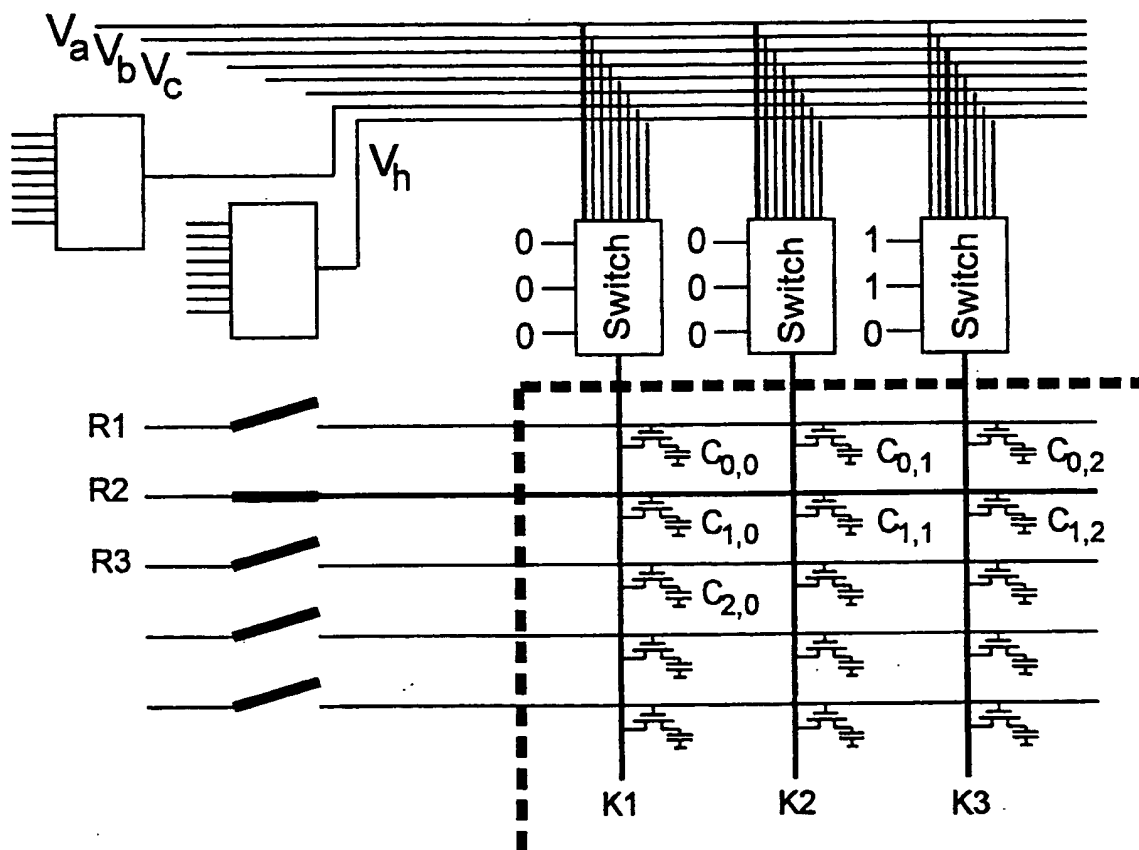 Va Vb Vc
Vh
0 0 1
0 0 1
0 0 0
Switch Switch Switch
R1 C0,0 C0,1 C0,2
R2 C1,0 C1,1 C1,2
R3 C2,0
K1 K2 K3